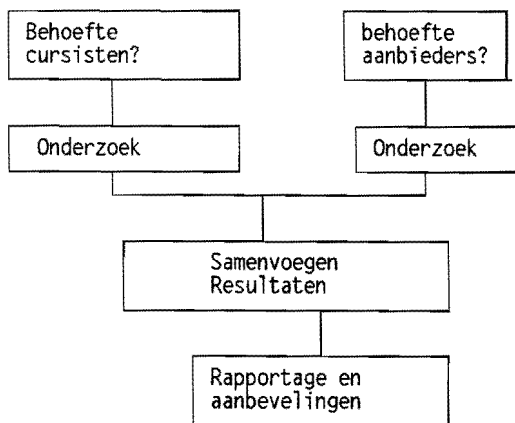 Behoefte
cursisten?
behoefte
aanbieders?
Onderzoek
Onderzoek
Samenvoegen
Resultaten
Rapportage en
aanbevelingen